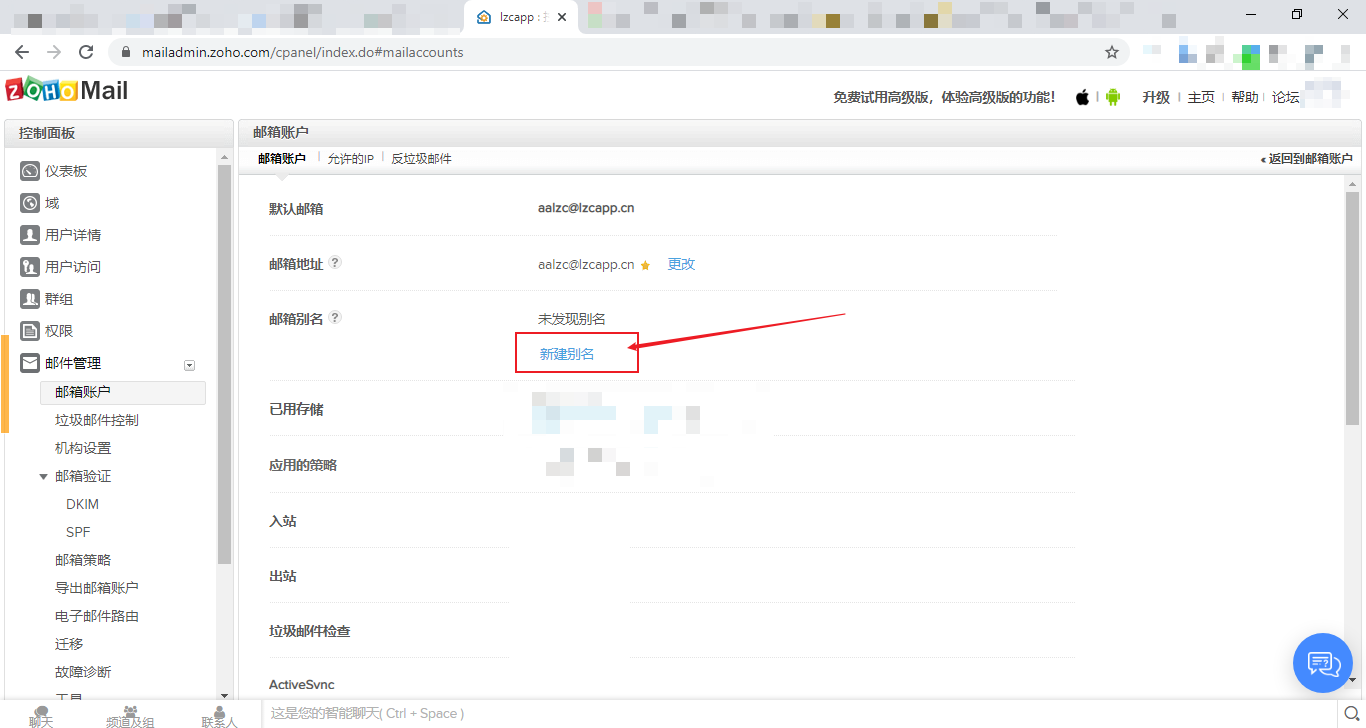 lzcapp :
mailadmin.zoho.com/cpanel/index.do#mailaccounts
ZOHO Mail
免费试用高级版，体验高级版的功能！
升级 主页 帮助 论坛
控制面板
仪表板
域
用户详情
用户访问
群组
权限
邮件管理
邮箱账户
垃圾邮件控制
机构设置
邮箱验证
DKIM
SPF
邮箱策略
导出邮箱账户
电子邮件路由
迁移
故障诊断
工具
邮箱账户
邮箱账户 允许的IP 反垃圾邮件
« 返回到邮箱账户
默认邮箱 aalzc@lzcapp.cn
邮箱地址 ? aalzc@lzcapp.cn 更改
邮箱别名 ? 未发现别名
新建别名
已用存储
应用的策略
入站
出站
垃圾邮件检查
ActiveSync
聊天 频道及组 联系人
这是您的智能聊天( Ctrl + Space )